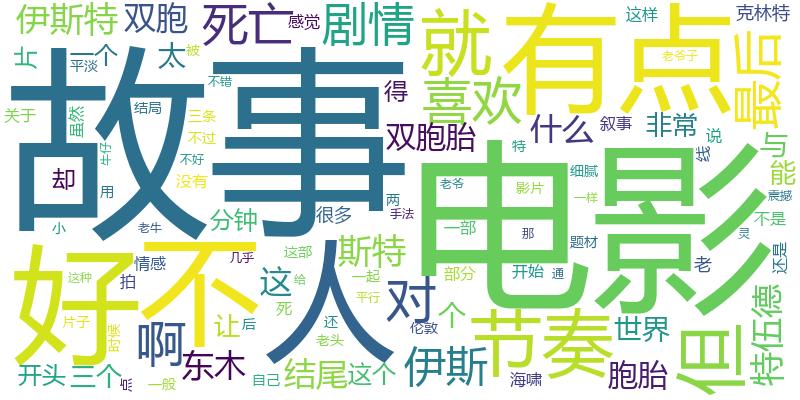 伊斯特
双胞
死亡
感觉
剧情
就
有点
这样
克林特
片
一个
太
被
平淡
不错
喜欢
老爷子
最后
故事
得
关于
虽然
结局
三条
牛仔
不过
双胞胎
什么
叙事
非常
说
与
却
不好
没有
用
特
线
能
电影
老爷
细腻
影片
一样
震撼
小
老牛
分钟
很多
两
手法
一部
那
题材
不是
灵
还是
好
不
人
情感
几乎
这部
斯特
这种
拍
这
给
一起
对
部分
开始
通
老
平行
死
个
片子
时候
啊
让
后
还
老头
伦敦
节奏
世界
但
特伍德
东木
开头
三个
一般
自己
结尾
这个
伊斯
海啸
胞胎